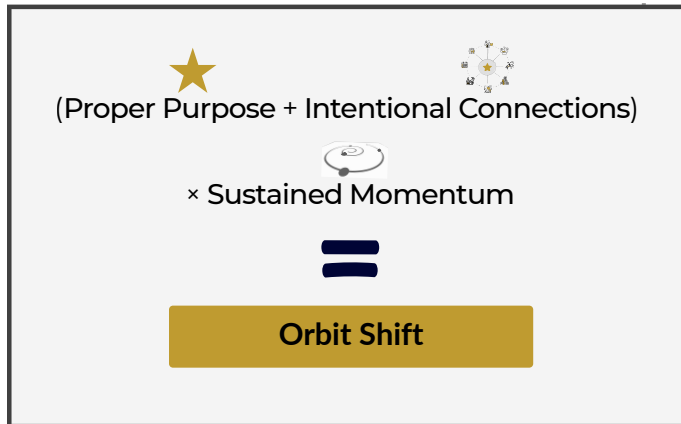 (Proper Purpose + Intentional Connections)
× Sustained Momentum
=
Orbit Shift